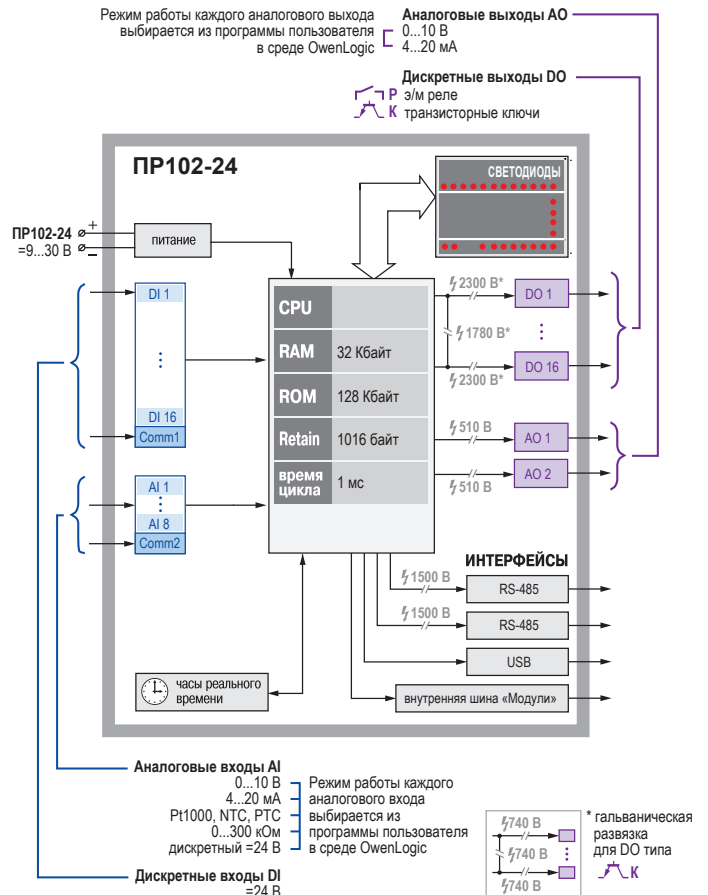 Режим работы каждого аналогового выхода
выбирается из программы пользователя
в среде OwenLogic
Аналоговые выходы AO
0...10 В
4...20 мА
Дискретные выходы DO
Р э/м реле
К транзисторные ключи
ПР102-24
СВЕТОДИОДЫ
ПР102-24
=9...30 В
+
–
питание
DI 1
DI 16
Comm1
AI 1
AI 8
Comm2
CPU
RAM 32 Кбайт
ROM 128 Кбайт
Retain 1016 байт
время
цикла
1 мс
2300 В*
DO 1
1780 В*
DO 16
2300 В*
510 В
AO 1
AO 2
510 В
ИНТЕРФЕЙСЫ
1500 В
RS-485
1500 В
RS-485
USB
внутренняя шина «Модули»
часы реального
времени
Аналоговые входы AI
0...10 В
4...20 мА
Pt1000, NTC, PTC
0...300 кОм
дискретный =24 В
Режим работы каждого
аналогового входа
выбирается из
программы пользователя
в среде OwenLogic
Дискретные входы DI
=24 В
740 В
740 В
740 В
* гальваническая
развязка
для DO типа
К